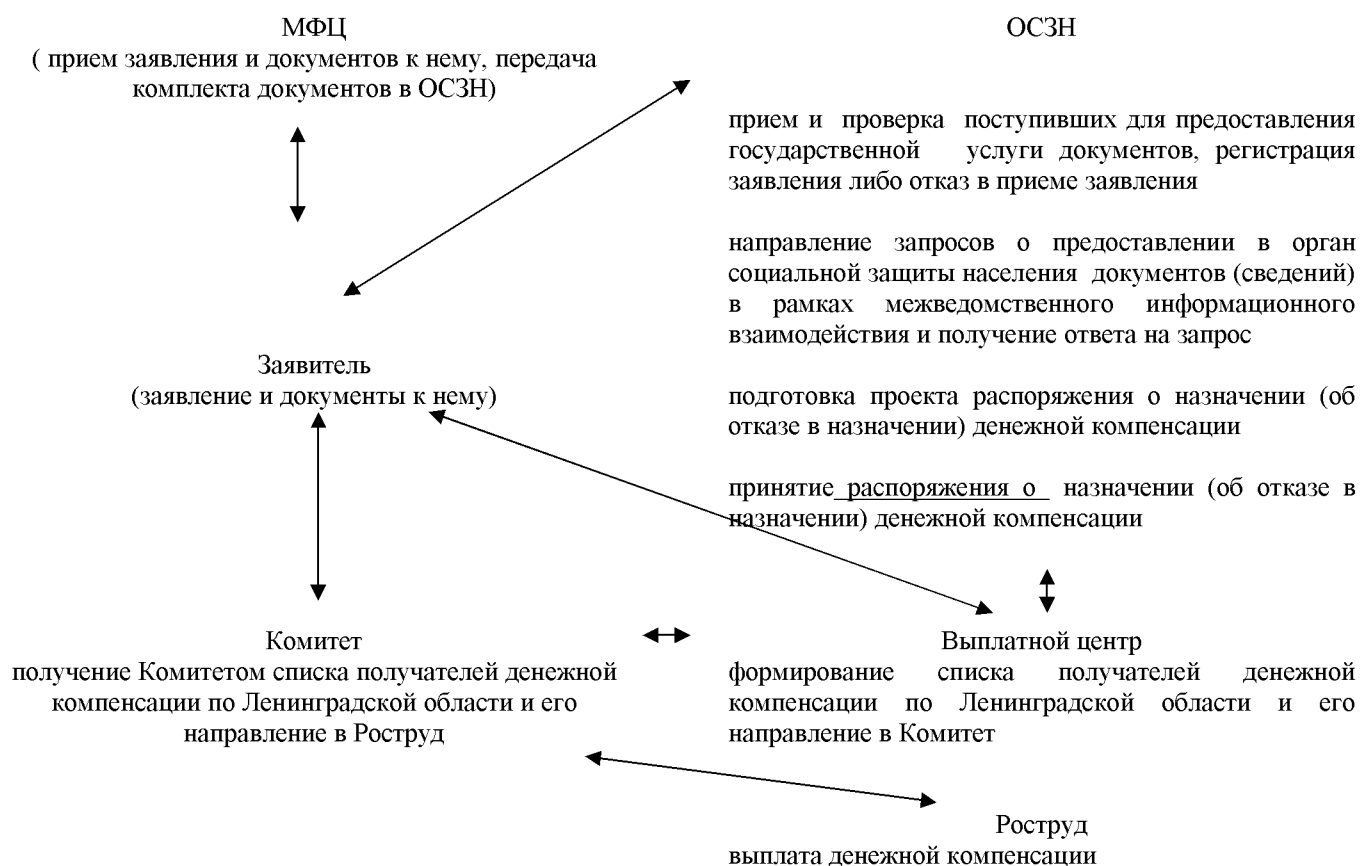 МФЦ
( прием заявления и документов к нему, передача
комплекта документов в ОСЗН)
ОСЗН
прием и проверка поступивших для предоставления
государственной услуги документов, регистрация
заявления либо отказ в приеме заявления
направление запросов о предоставлении в орган
социальной защиты населения документов (сведений)
в рамках межведомственного информационного
взаимодействия и получение ответа на запрос
Заявитель
(заявление и документы к нему)
подготовка проекта распоряжения о назначении (об
отказе в назначении) денежной компенсации
принятие распоряжения о назначении (об отказе в
назначении) денежной компенсации
Комитет
получение Комитетом списка получателей денежной
компенсации по Ленинградской области и его
направление в Роструд
Выплатной центр
формирование списка получателей денежной
компенсации по Ленинградской области и его
направление в Комитет
Роструд
выплата денежной компенсации